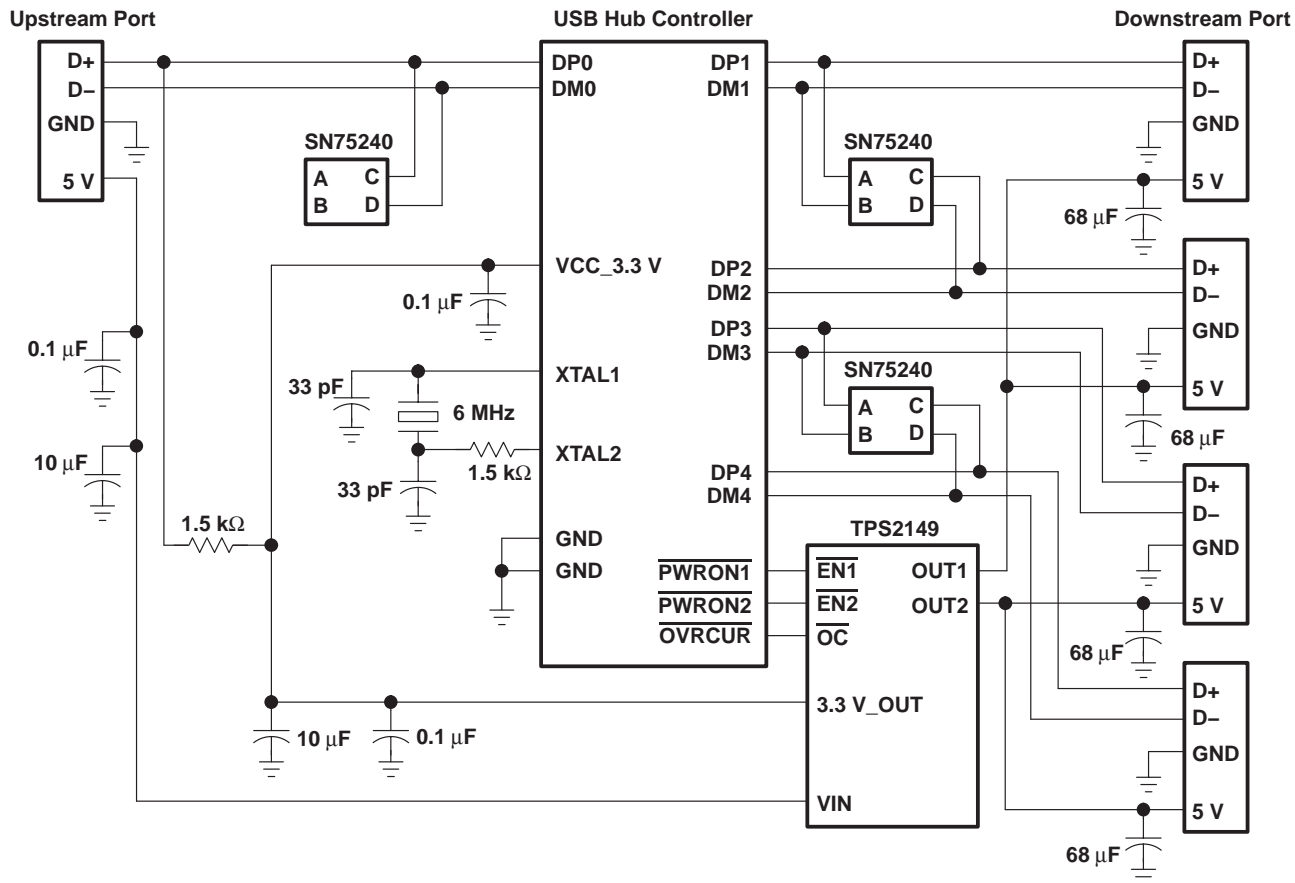 Upstream Port
USB Hub Controller
Downstream Port
D+
D−
GND
5 V
SN75240
A
B
C
D
0.1 μF
10 μF
1.5 kΩ
0.1 μF
33 pF
6 MHz
1.5 kΩ
33 pF
10 μF
0.1 μF
DP0
DM0
VCC_3.3 V
XTAL1
XTAL2
GND
GND
DP1
DM1
DP2
DM2
DP3
DM3
DP4
DM4
PWRON1
PWRON2
OVRCUR
SN75240
A
B
C
D
SN75240
A
B
C
D
TPS2149
EN1
EN2
OC
3.3 V_OUT
VIN
OUT1
OUT2
D+
D−
GND
5 V
68 μF
D+
D−
GND
5 V
68 μF
D+
D−
GND
5 V
68 μF
D+
D−
GND
5 V
68 μF